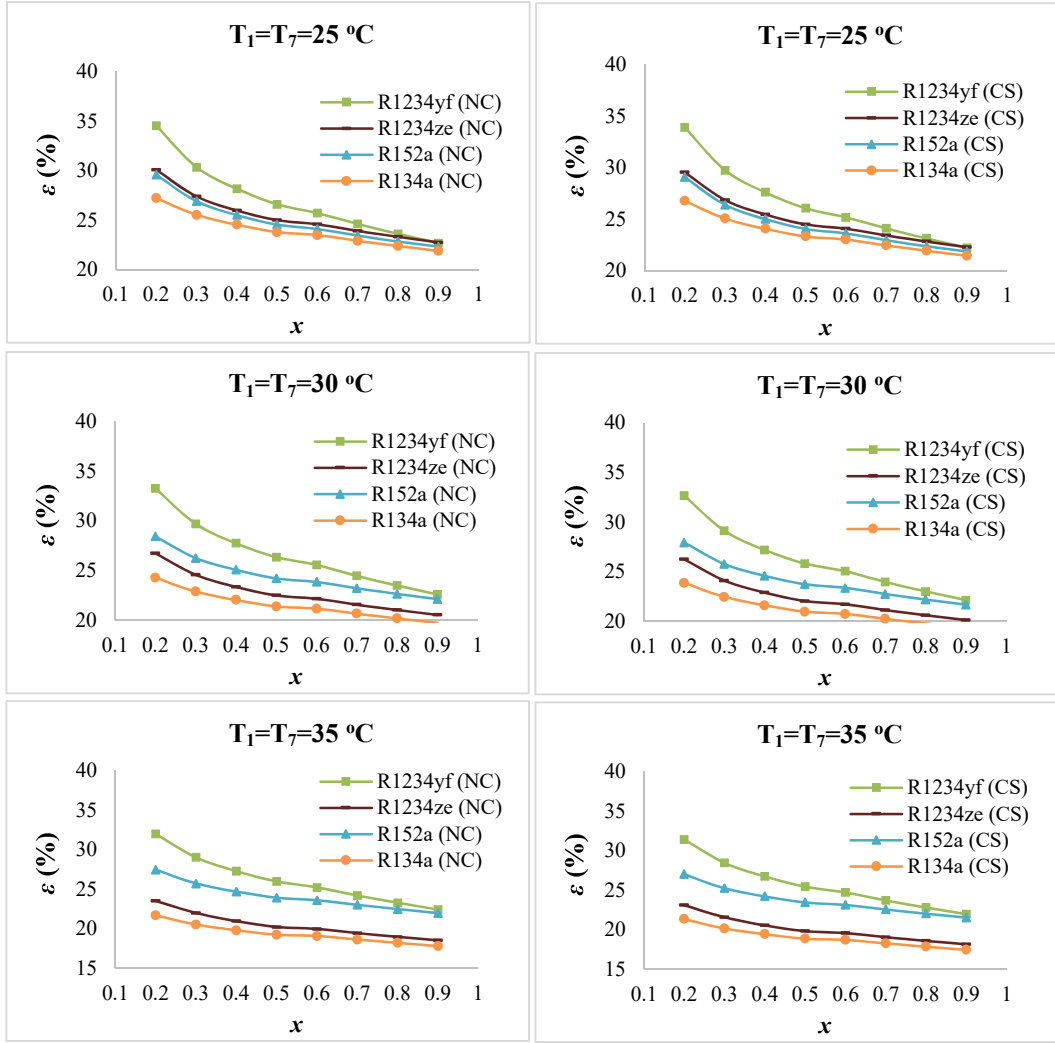 T₁=T₇=25 °C
40
35
30
25
20
ε (%)
R1234yf (NC)
R1234ze (NC)
R152a (NC)
R134a (NC)
0.1 0.2 0.3 0.4 0.5 0.6 0.7 0.8 0.9 1
x
T₁=T₇=25 °C
40
35
30
25
20
ε (%)
R1234yf (CS)
R1234ze (CS)
R152a (CS)
R134a (CS)
0.1 0.2 0.3 0.4 0.5 0.6 0.7 0.8 0.9 1
x
T₁=T₇=30 °C
40
35
30
25
20
ε (%)
R1234yf (NC)
R1234ze (NC)
R152a (NC)
R134a (NC)
0.1 0.2 0.3 0.4 0.5 0.6 0.7 0.8 0.9 1
x
T₁=T₇=30 °C
40
35
30
25
20
ε (%)
R1234yf (CS)
R1234ze (CS)
R152a (CS)
R134a (CS)
0.1 0.2 0.3 0.4 0.5 0.6 0.7 0.8 0.9 1
x
T₁=T₇=35 °C
40
35
30
25
20
15
ε (%)
R1234yf (NC)
R1234ze (NC)
R152a (NC)
R134a (NC)
0.1 0.2 0.3 0.4 0.5 0.6 0.7 0.8 0.9 1
x
T₁=T₇=35 °C
40
35
30
25
20
15
ε (%)
R1234yf (CS)
R1234ze (CS)
R152a (CS)
R134a (CS)
0.1 0.2 0.3 0.4 0.5 0.6 0.7 0.8 0.9 1
x